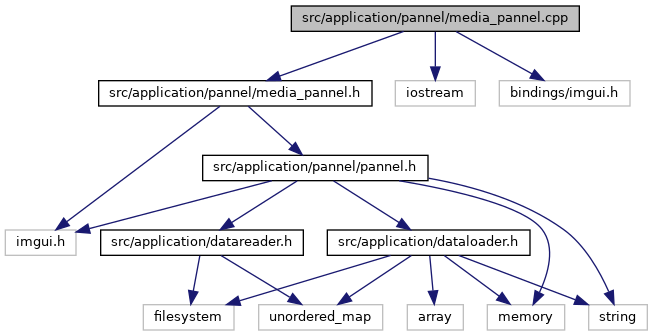 src/application/pannel/media_pannel.cpp
src/application/pannel/media_pannel.h
iostream
bindings/imgui.h
src/application/pannel/pannel.h
imgui.h
src/application/datareader.h
src/application/dataloader.h
filesystem
unordered_map
array
memory
string